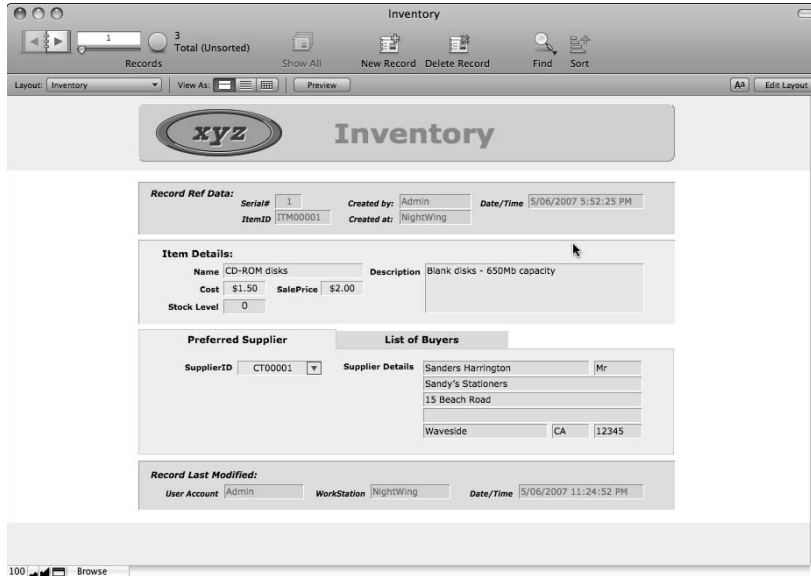 Inventory
1
3
Total (Unsorted)
Records
Show All
New Record
Delete Record
Find
Sort
Layout: Inventory
View As:
Preview
Aa
Edit Layout
xyz
Inventory
Record Ref Data:
Serial# 1
Created by: Admin
Date/Time 5/06/2007 5:52:25 PM
ItemID ITM00001
Created at: NightWing
Item Details:
Name CD-ROM disks
Description Blank disks - 650Mb capacity
Cost $1.50 SalePrice $2.00
Stock Level 0
Preferred Supplier
List of Buyers
SupplierID CT00001
Supplier Details Sanders Harrington Mr
Sandy's Stationers
15 Beach Road
Waveside CA 12345
Record Last Modified:
User Account Admin
WorkStation NightWing
Date/Time 5/06/2007 11:24:52 PM
100
Browse